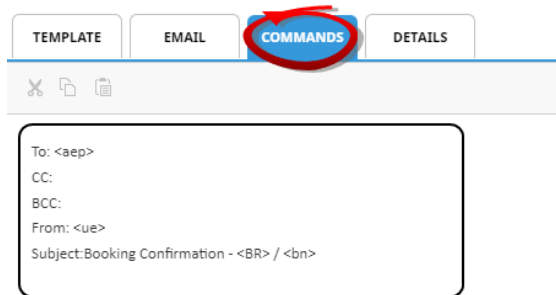 TEMPLATE EMAIL COMMANDS DETAILS
To: <aep>
CC:
BCC:
From: <ue>
Subject:Booking Confirmation - <BR> / <bn>